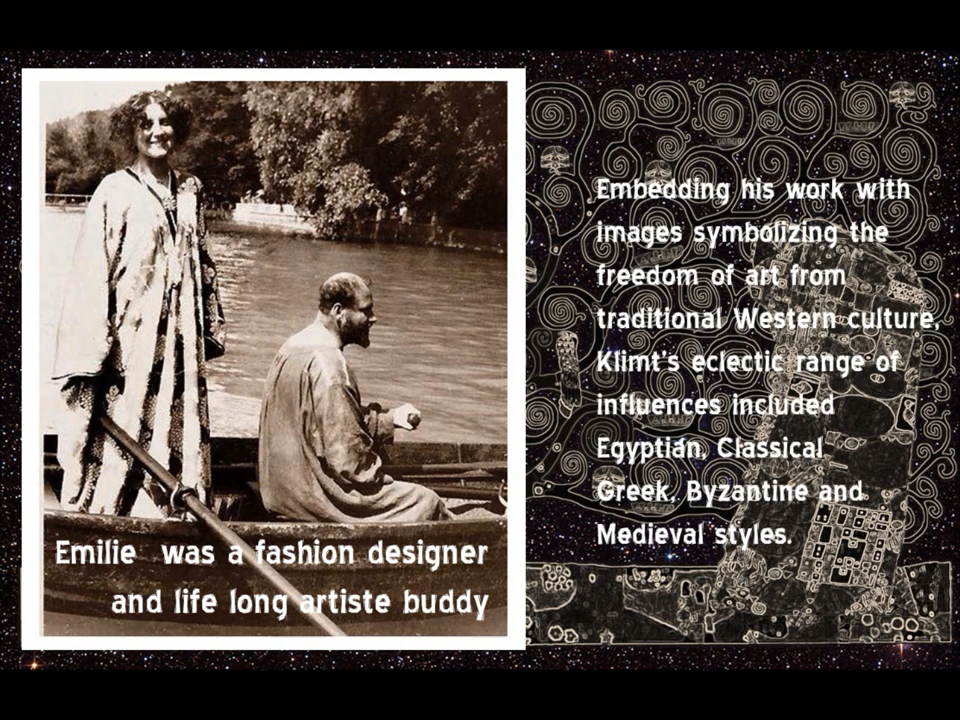 Emilie was a fashion designer
and life long artiste buddy
Embedding his work with
images symbolizing the
freedom of art from
traditional Western culture,
Klimt's eclectic range of
influences included
Egyptian, Classical
Greek, Byzantine and
Medieval styles.